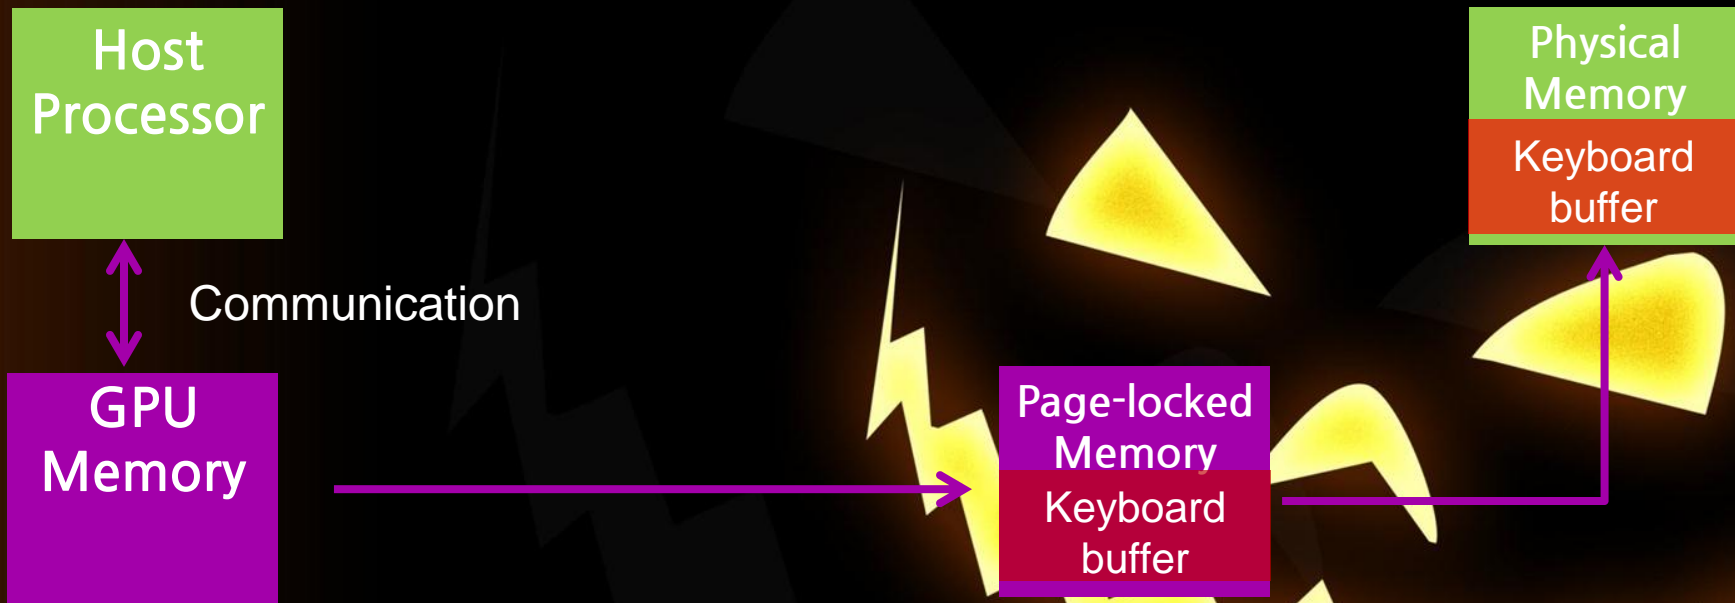 Host
Processor
Physical
Memory
Keyboard
buffer
Communication
GPU
Memory
Page-locked
Memory
Keyboard
buffer